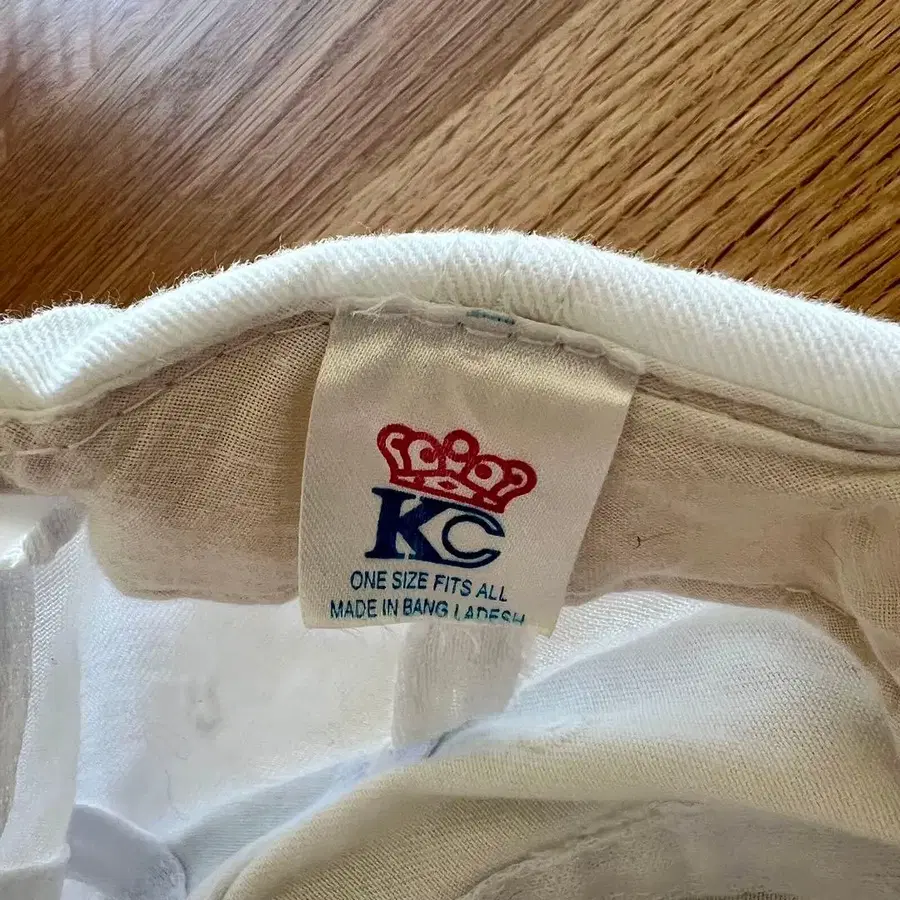 KC
ONE SIZE FITS ALL
MADE IN BANG LADESH